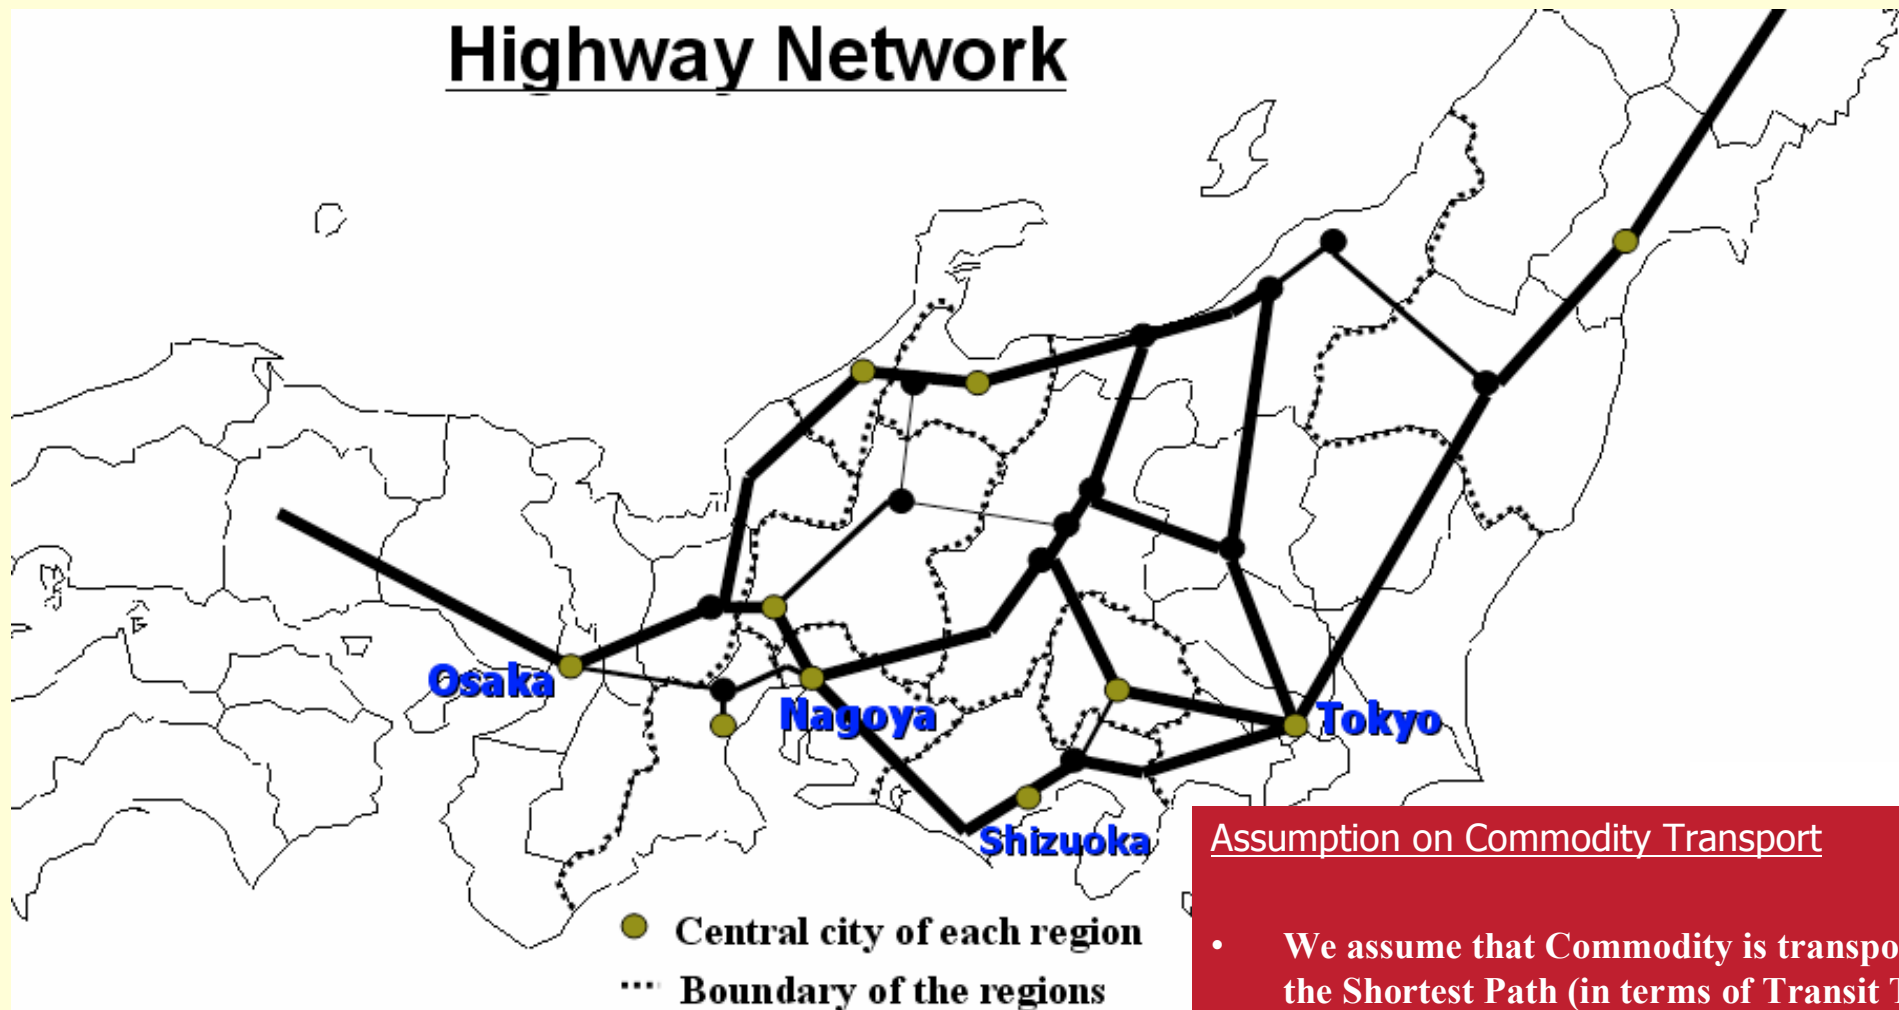 Highway Network
Osaka
Nagoya
Tokyo
Shizuoka
Central city of each region
Boundary of the regions
Assumption on Commodity Transport
• We assume that Commodity is
the Shortest Path (in terms of Transit